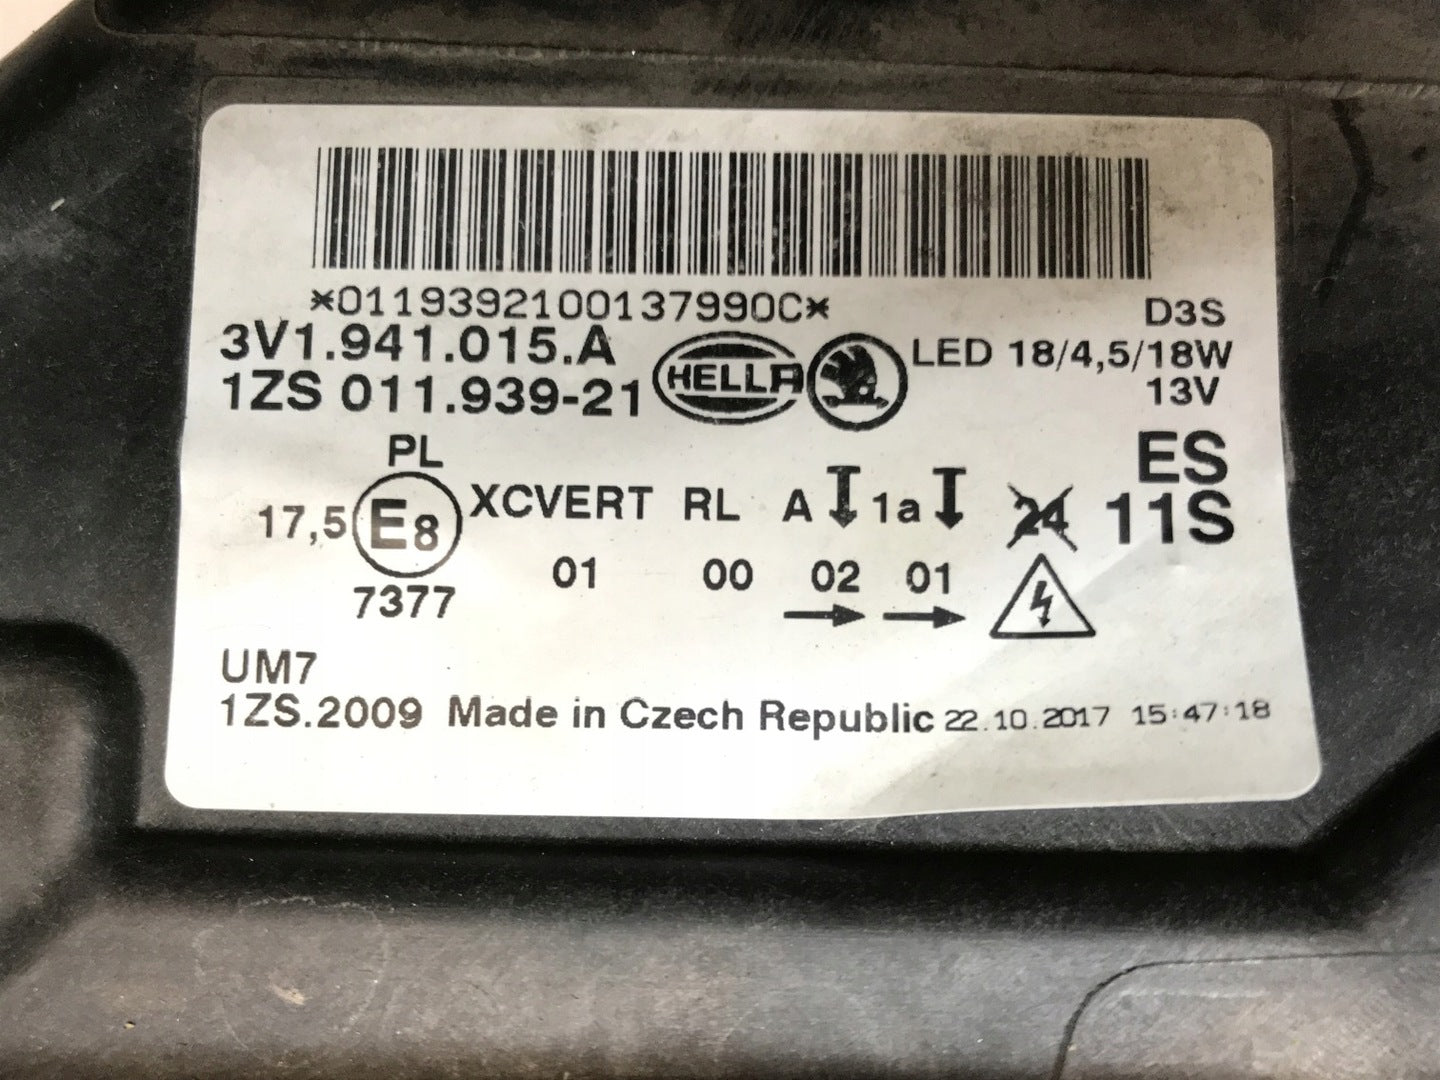 *0119392100137990C*
D3S
3V1.941.015.A
HELLA
LED 18/4,5/18W
1ZS 011.939-21
13V
PL
ES
17,5 E8 XCVERT RL A 1a 24 11S
7377 01 00 02 01
UM7
1ZS.2009 Made in Czech Republic 22.10.2017 15:47:18